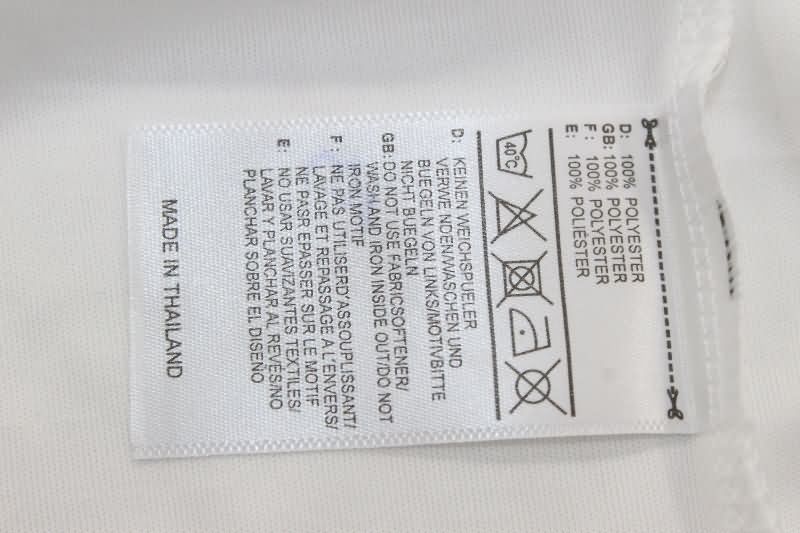 D: 100% POLYESTER
GB: 100% POLYESTER
F: 100% POLYESTER
E: 100% POLIÉSTER
40°C
D: KEINEN WEICHSPUELER
VERWENDEN/WASCHEN UND
BUEGELN VON LINKS/MOTIVBITTE
NICHT BUEGELN
GB: DO NOT USE FABRICSOFTENER/
WASH AND IRON INSIDE OUT/DO NOT
IRON MOTIF
F: NE PAS UTILISERD'ASSOUPLISSANT/
LAVAGE ET REPASSAGE A L'ENVERS/
NE PASR EPASSER SUR LE MOTIF
E: NO USAR SUAVIZANTES TEXTILES/
LAVAR Y PLANCHAR AL REVÉS/NO
PLANCHAR SOBRE EL DISENO
MADE IN THAILAND